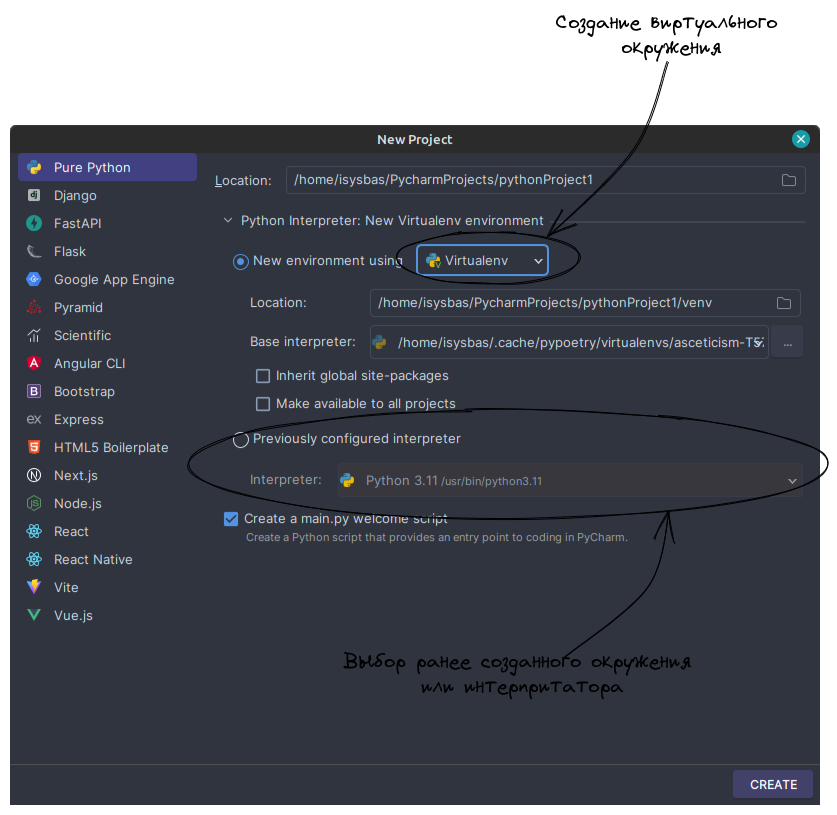 Создание виртуального
окружения
New Project
Pure Python
Django
FastAPI
Flask
Google App Engine
Pyramid
Scientific
Angular CLI
Bootstrap
Express
HTML5 Boilerplate
Next.js
Node.js
React
React Native
Vite
Vue.js
Location: /home/isysbas/PycharmProjects/pythonProject1
Python Interpreter: New Virtualenv environment
New environment using Virtualenv
Location: /home/isysbas/PycharmProjects/pythonProject1/venv
Base interpreter: /home/isysbas/.cache/pypoetry/virtualenvs/asceticism-TS ...
Inherit global site-packages
Make available to all projects
Previously configured interpreter
Interpreter: Python 3.11 /usr/bin/python3.11
Create a main.py welcome script
Create a Python script that provides an entry point to coding in PyCharm.
Выбор ранее созданного окружения
или интерпритатора
CREATE